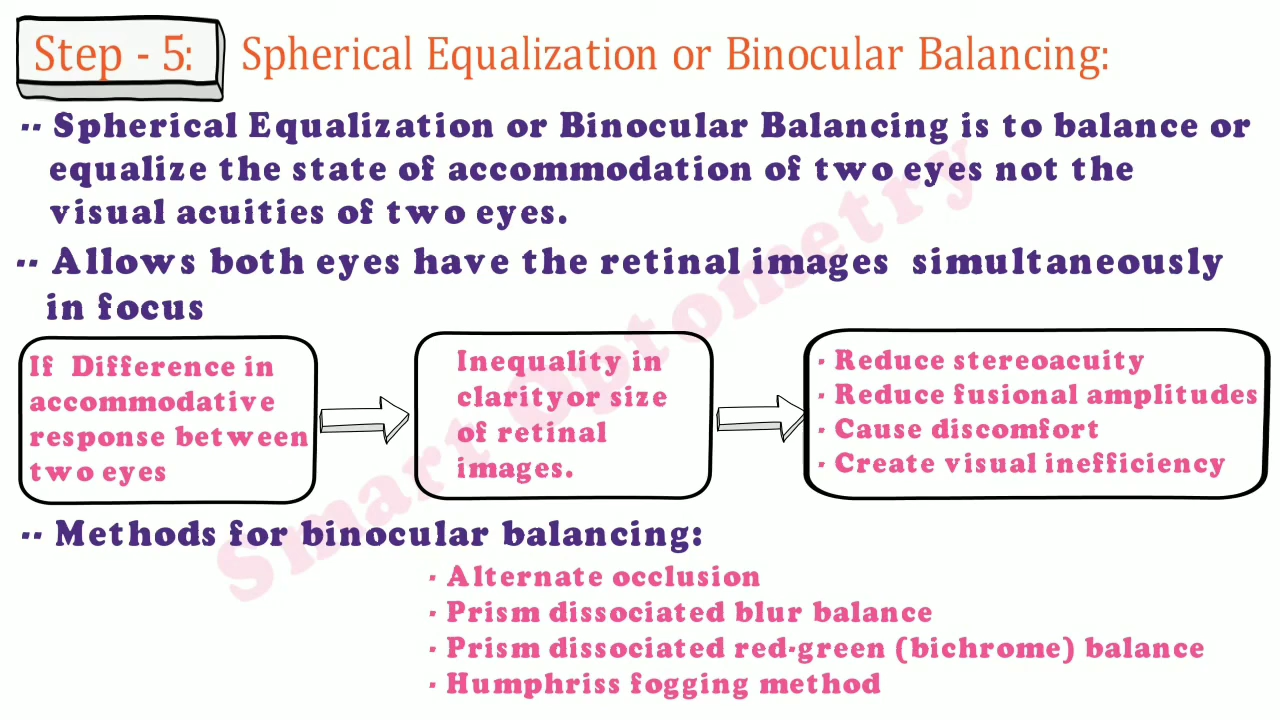 Step - 5: Spherical Equalization or Binocular Balancing:
-- Spherical Equalization or Binocular Balancing is to balance or
equalize the state of accommodation of two eyes not the
visual acuities of two eyes.
-- Allows both eyes have the retinal images simultaneously
in focus
If Difference in
accommodative
response between
two eyes
Inequality in
clarityor size
of retinal
images.
- Reduce stereoacuity
- Reduce fusional amplitudes
- Cause discomfort
- Create visual inefficiency
-- Methods for binocular balancing:
- Alternate occlusion
- Prism dissociated blur balance
- Prism dissociated red-green (bichrome) balance
- Humphriss fogging method
Smart Optometry